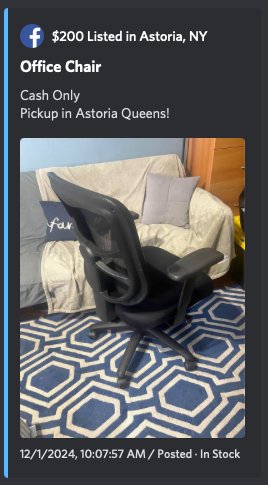 $200 Listed in Astoria, NY
Office Chair
Cash Only
Pickup in Astoria Queens!
fav
12/1/2024, 10:07:57 AM / Posted · In Stock